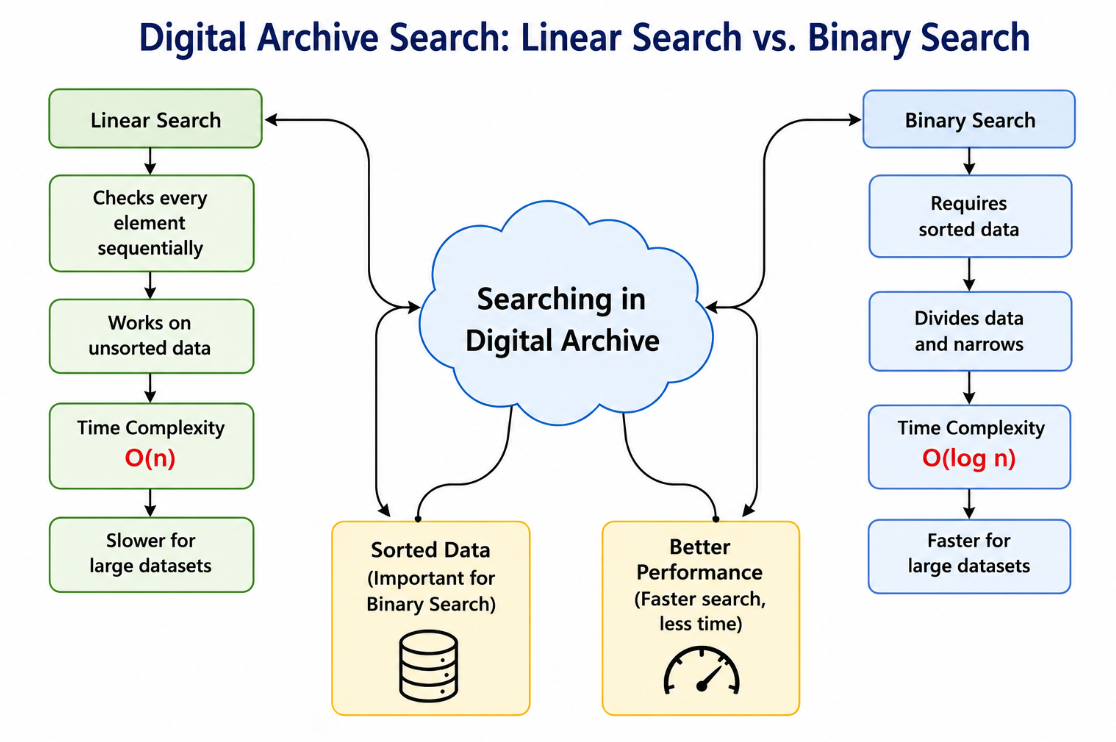 Digital Archive Search: Linear Search vs. Binary Search
Linear Search
Checks every
element
sequentially
Works on
unsorted data
Time Complexity
O(n)
Slower for
large datasets
Searching in
Digital Archive
Sorted Data
(Important for
Binary Search)
Better
Performance
(Faster search,
less time)
Binary Search
Requires
sorted data
Divides data
and narrows
Time Complexity
O(log n)
Faster for
large datasets